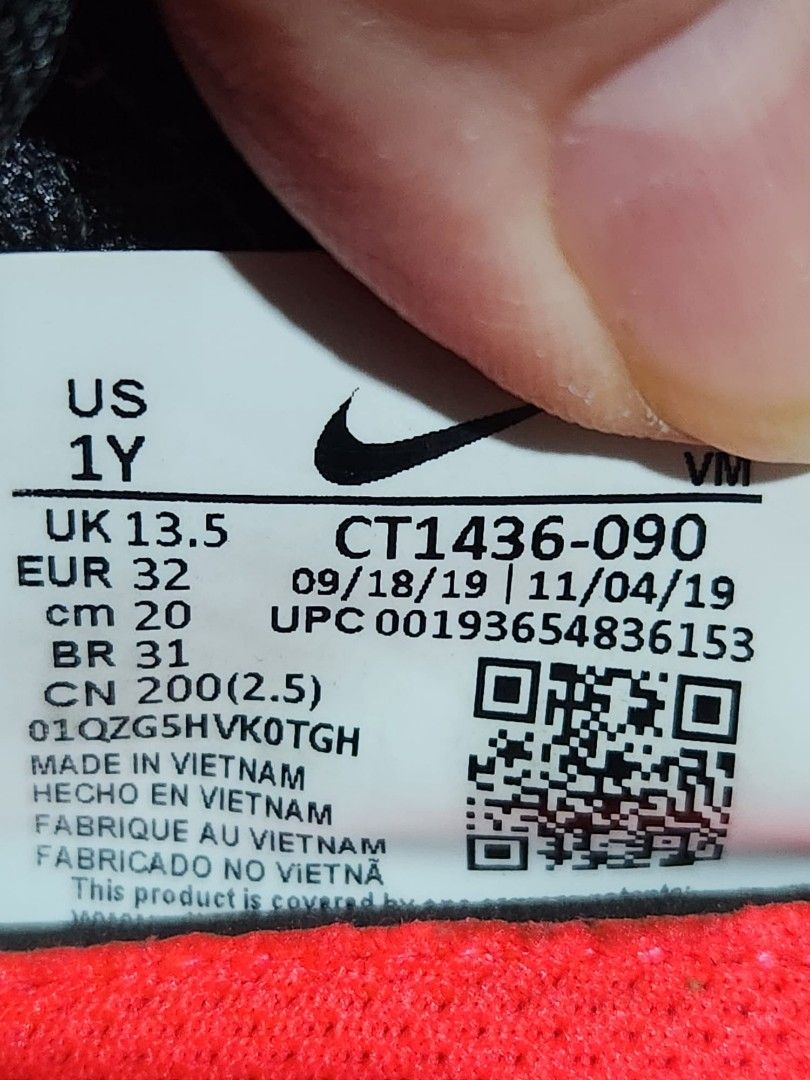 US
1Y
VM
UK 13.5
CT1436-090
EUR 32
09/18/19 | 11/04/19
cm 20
UPC 00193654836153
BR 31
CN 200(2.5)
01QZG5HVK0TGH
MADE IN VIETNAM
HECHO EN VIETNAM
FABRIQUE AU VIETNAM
FABRICADO NO VIETNÃ
This product is covered by